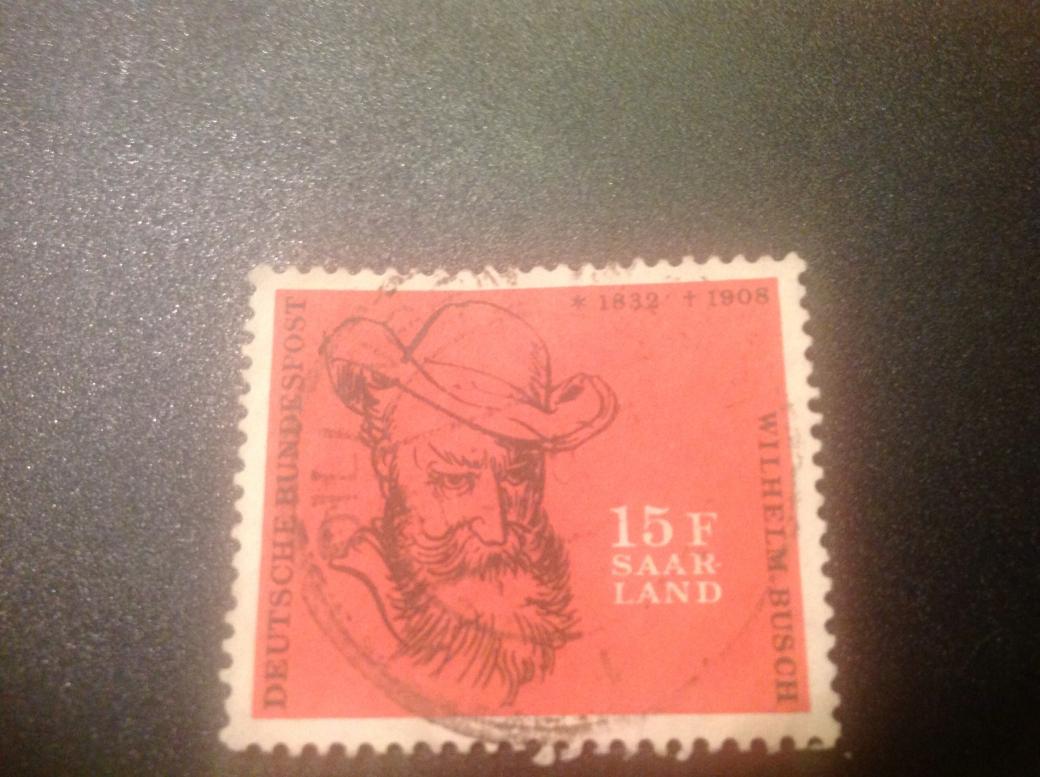 * 1832 † 1908
DEUTSCHE BUNDESPOST
WILHELM BUSCH
15 F
SAAR-
LAND